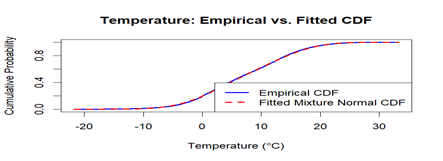 Temperature: Empirical vs. Fitted CDF
Cumulative Probability
0.8
0.4
0.0
Empirical CDF
Fitted Mixture Normal CDF
-20 -10 0 10 20 30
Temperature (°C)